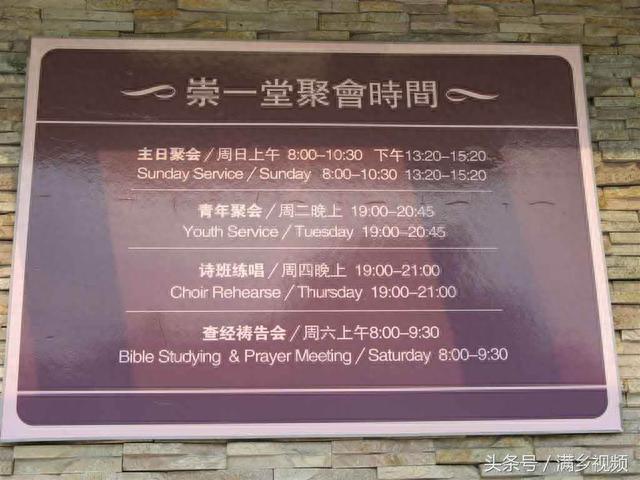 崇一堂聚會時間
主日聚会/周日上午 8:00–10:30 下午13:20–15:20
Sunday Service / Sunday 8:00–10:30 13:20–15:20
青年聚会/周二晚上 19:00–20:45
Youth Service / Tuesday 19:00–20:45
诗班练唱/周四晚上 19:00–21:00
Choir Rehearse / Thursday 19:00–21:00
查经祷告会/周六上午8:00–9:30
Bible Studying & Prayer Meeting / Saturday 8:00–9:30
头条号/满乡视频